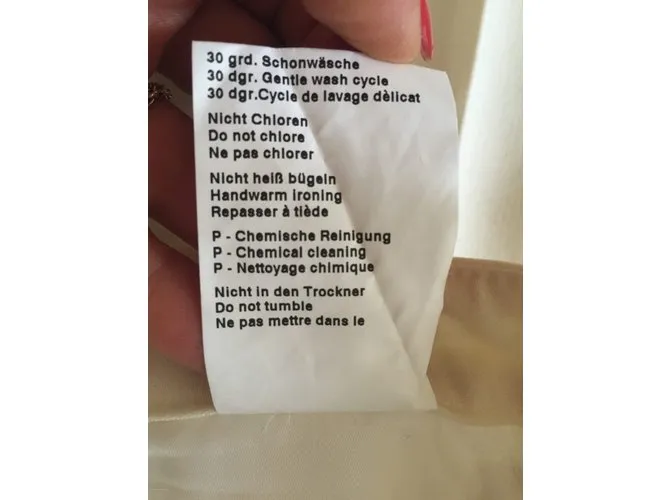 30 grd. Schonwäsche
30 dgr. Gentle wash cycle
30 dgr.Cycle de lavage dèlicat
Nicht Chloren
Do not chlore
Ne pas chlorer
Nicht heiß bügeln
Handwarm ironing
Repasser à tiède
P - Chemische Reinigung
P - Chemical cleaning
P - Nettoyage chimique
Nicht in den Trockner
Do not tumble
Ne pas mettre dans le